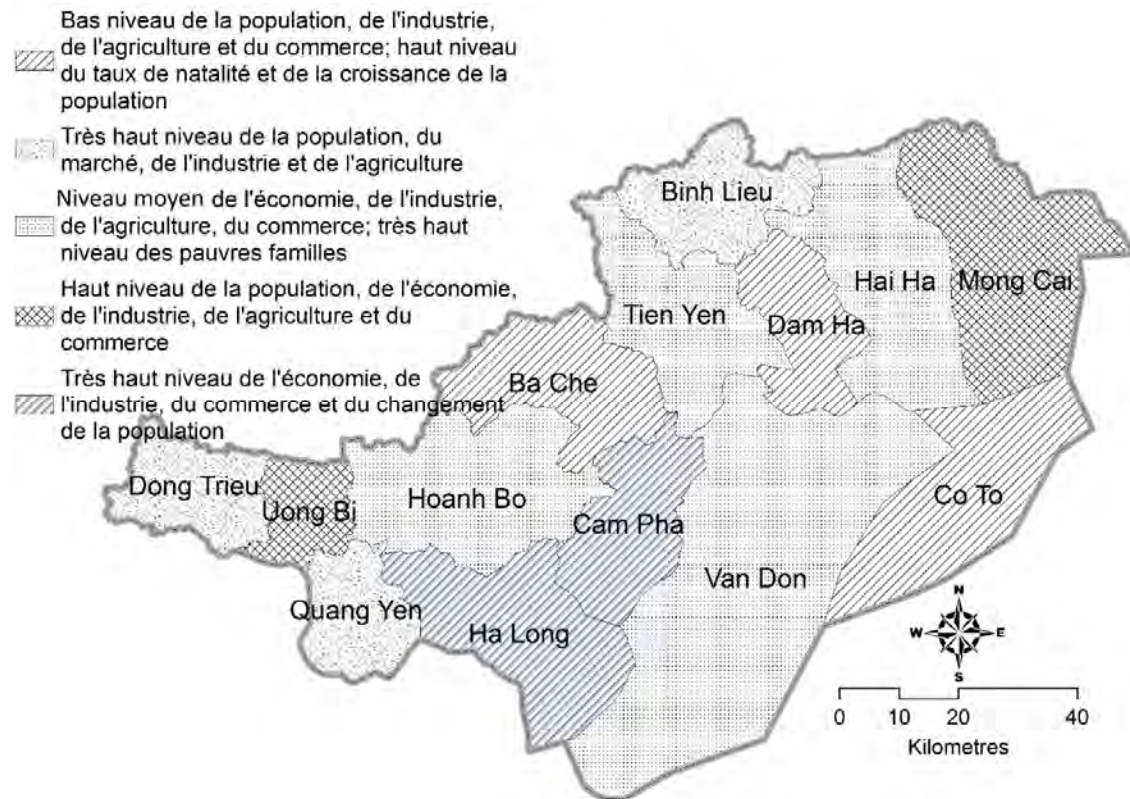 Bas niveau de la population, de l'industrie,
de l'agriculture et du commerce; haut niveau
du taux de natalité et de la croissance de la
population
Très haut niveau de la population, du
marché, de l'industrie et de l'agriculture
Niveau moyen de l'économie, de l'industrie,
de l'agriculture, du commerce; très haut
niveau des pauvres familles
Haut niveau de la population, de l'économie,
de l'industrie, de l'agriculture et du
commerce
Très haut niveau de l'économie, de
l'industrie, du commerce et du changement
de la population
Binh Lieu
Hai Ha
Mong Cai
Tien Yen
Dam Ha
Ba Che
Dong Trieu
Uong Bi
Hoanh Bo
Cam Pha
Co To
Van Don
Quang Yen
Ha Long
N
W
E
S
0 10 20 40
Kilometres